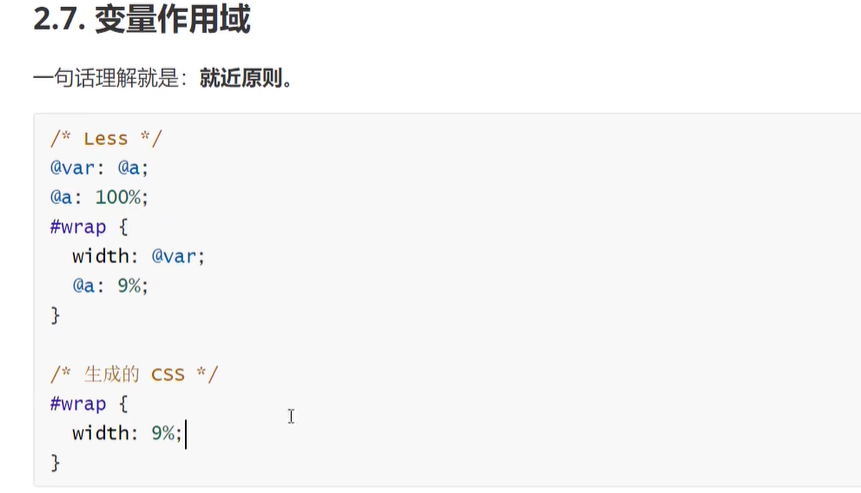 2.7. 变量作用域
一句话理解就是：就近原则。
/* Less */
@var: @a;
@a: 100%;
#wrap {
  width: @var;
  @a: 9%;
}
/* 生成的 CSS */
#wrap {
  width: 9%;
}